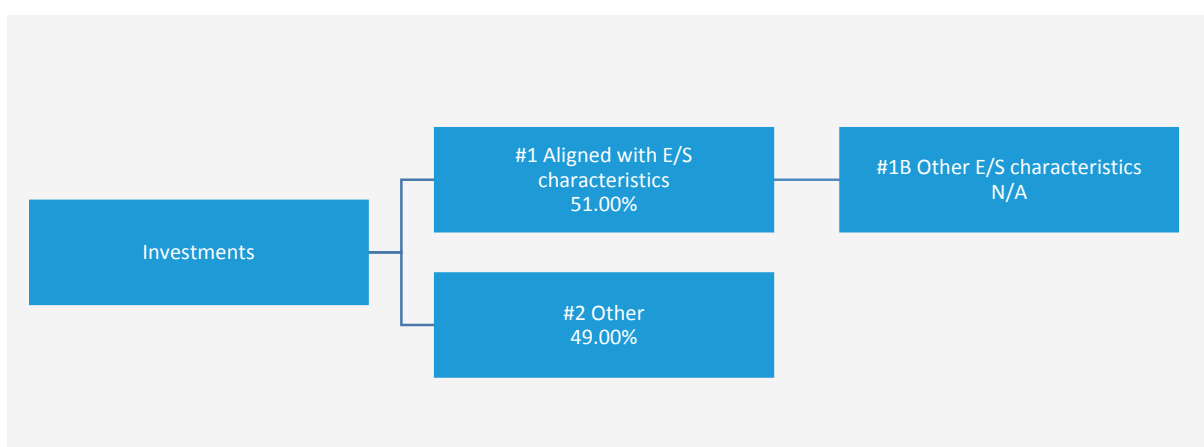 Investments
#1 Aligned with E/S
characteristics
51.00%
#1B Other E/S characteristics
N/A
#2 Other
49.00%